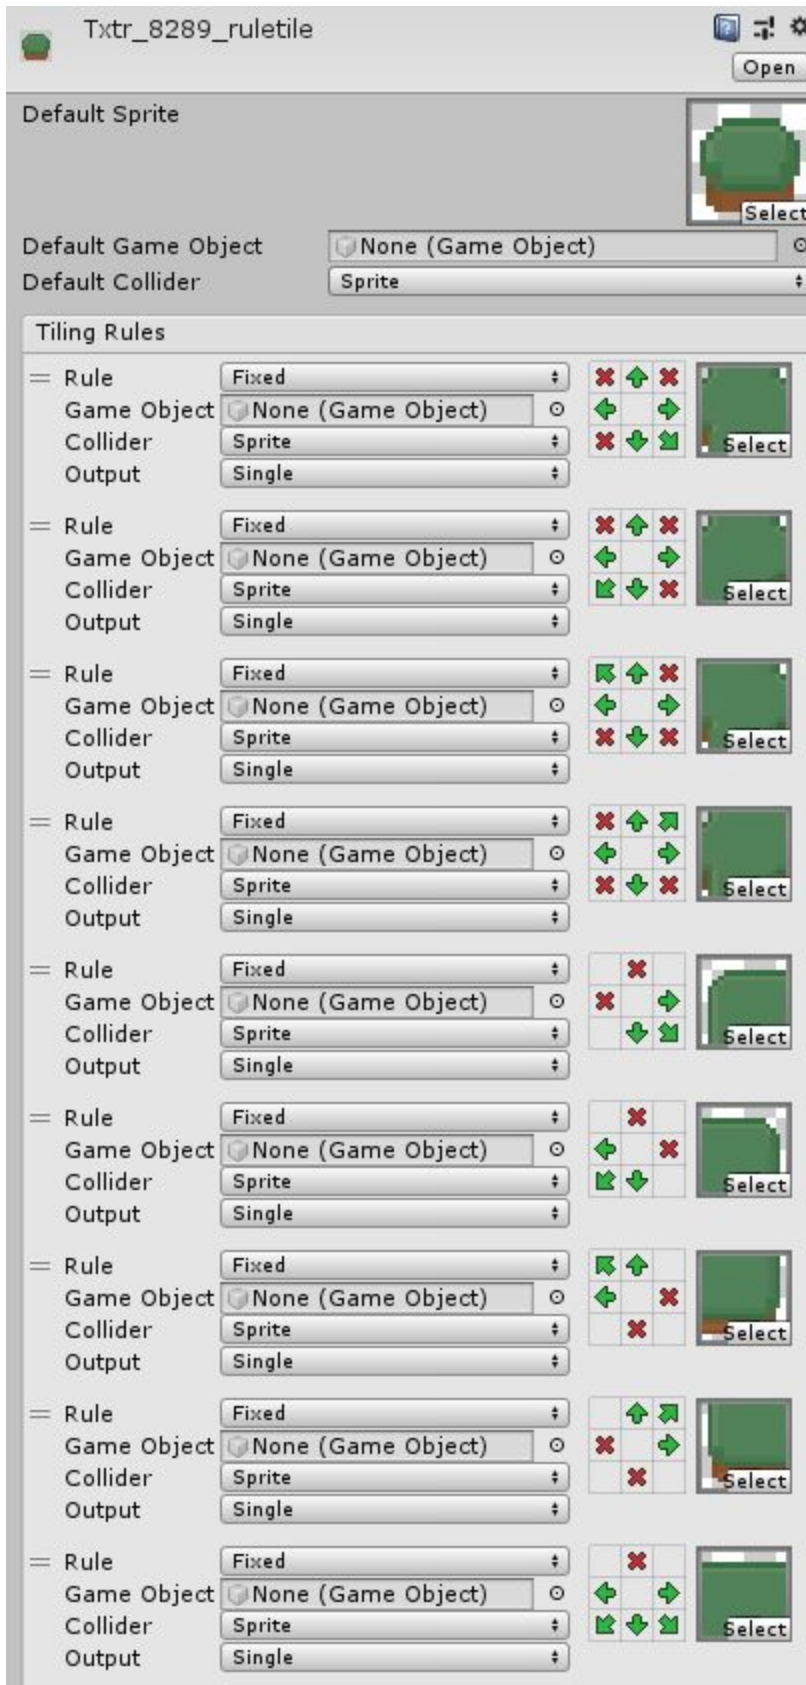 Txtr_8289_ruletile
Open
Default Sprite
Select
Default Game Object None (Game Object)
Default Collider Sprite
Tiling Rules
Rule Fixed
Game Object None (Game Object)
Collider Sprite Select
Output Single
Rule Fixed
Game Object None (Game Object)
Collider Sprite Select
Output Single
Rule Fixed
Game Object None (Game Object)
Collider Sprite Select
Output Single
Rule Fixed
Game Object None (Game Object)
Collider Sprite Select
Output Single
Rule Fixed
Game Object None (Game Object)
Collider Sprite Select
Output Single
Rule Fixed
Game Object None (Game Object)
Collider Sprite Select
Output Single
Rule Fixed
Game Object None (Game Object)
Collider Sprite Select
Output Single
Rule Fixed
Game Object None (Game Object)
Collider Sprite Select
Output Single
Rule Fixed
Game Object None (Game Object)
Collider Sprite Select
Output Single